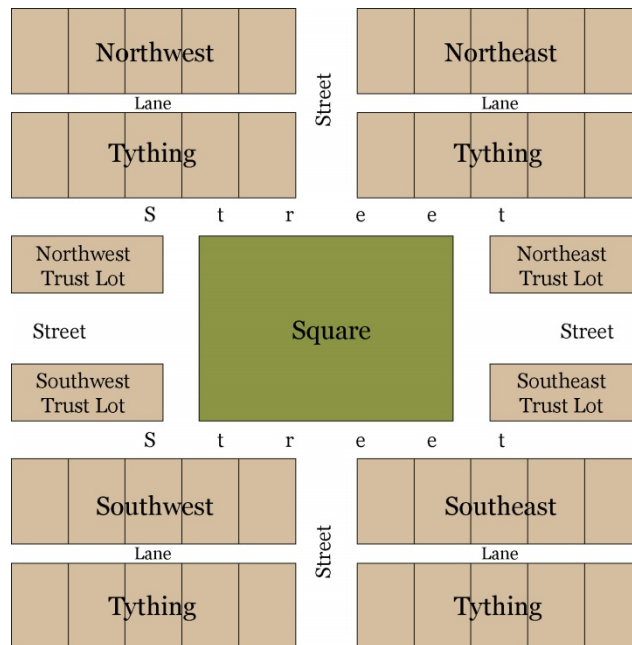 Northwest
Northeast
Lane
Street
Lane
Tything
Tything
S t r e e t
Northwest
Trust Lot
Northeast
Trust Lot
Street
Square
Street
Southwest
Trust Lot
Southeast
Trust Lot
S t r e e t
Southwest
Southeast
Lane
Street
Lane
Tything
Tything